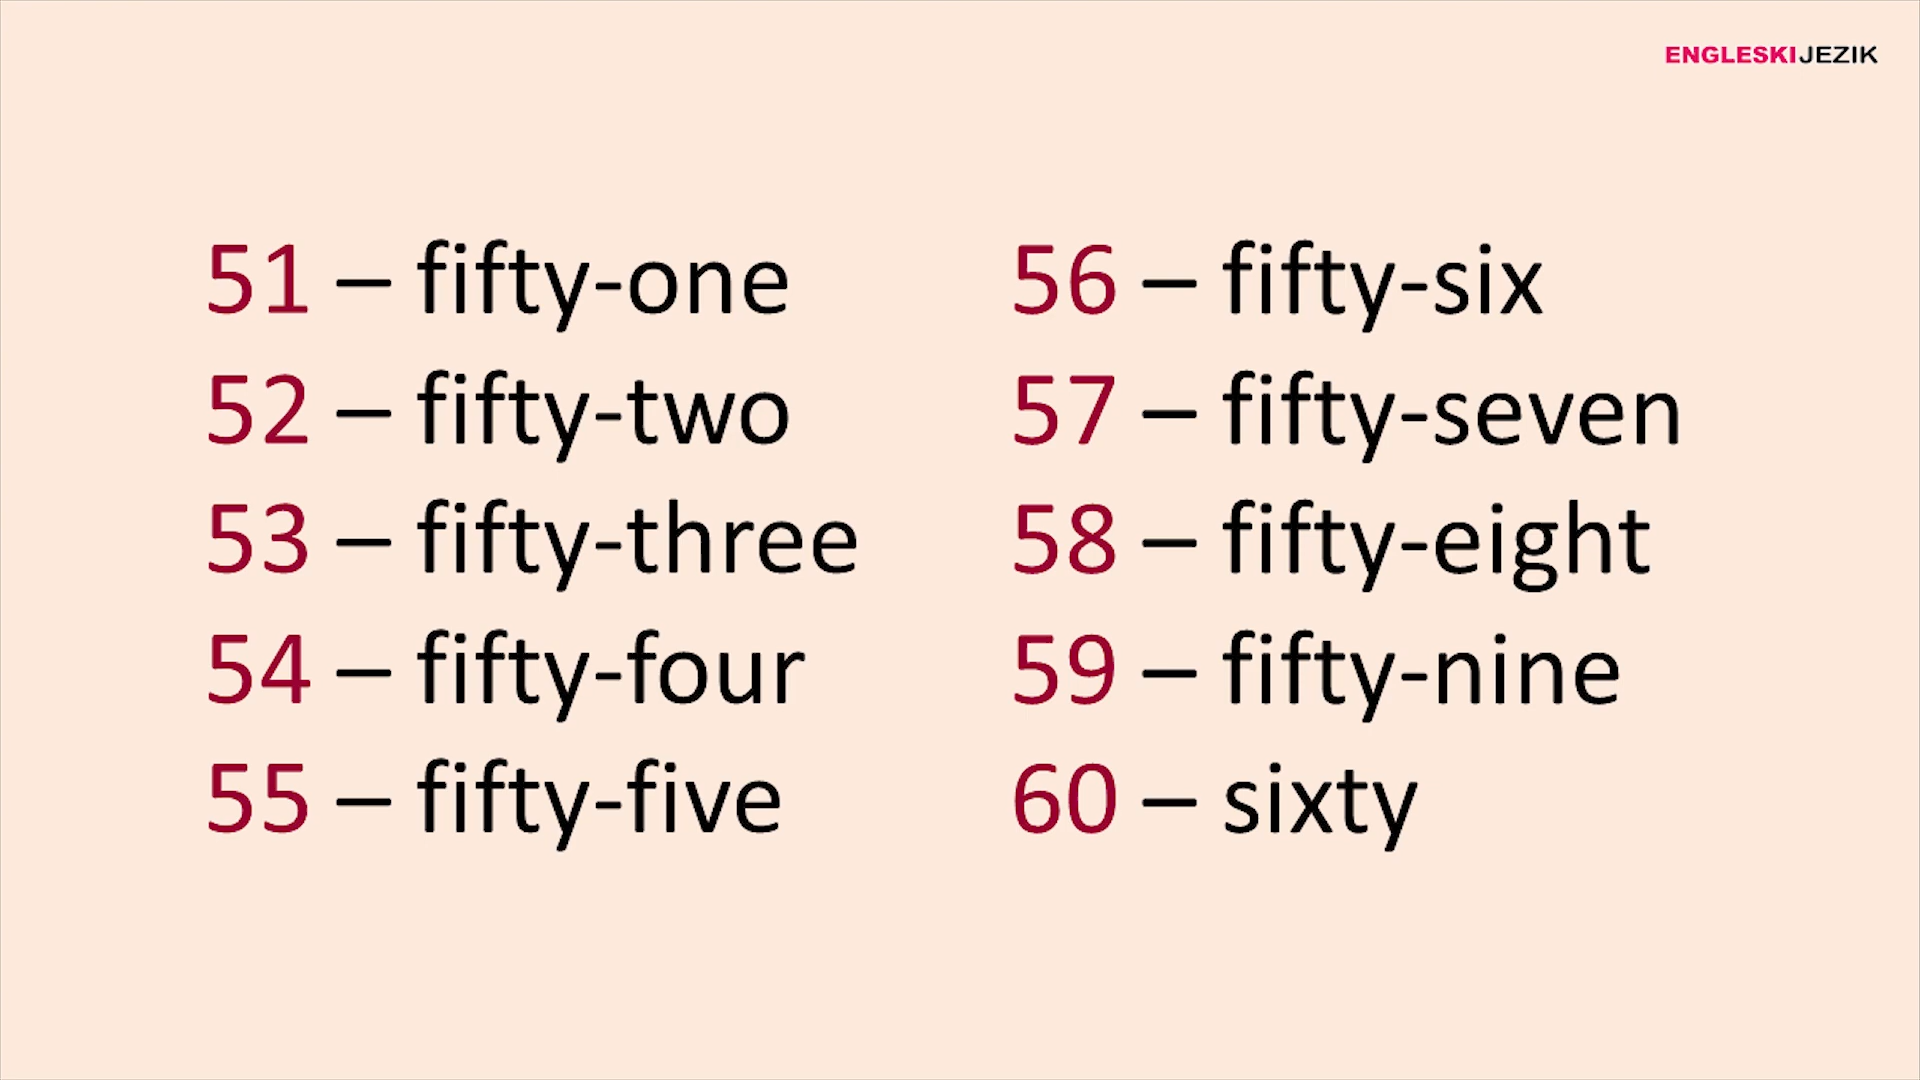 ENGLESKIJEZIK
51 – fifty-one
52 – fifty-two
53 – fifty-three
54 – fifty-four
55 – fifty-five
56 – fifty-six
57 – fifty-seven
58 – fifty-eight
59 – fifty-nine
60 – sixty